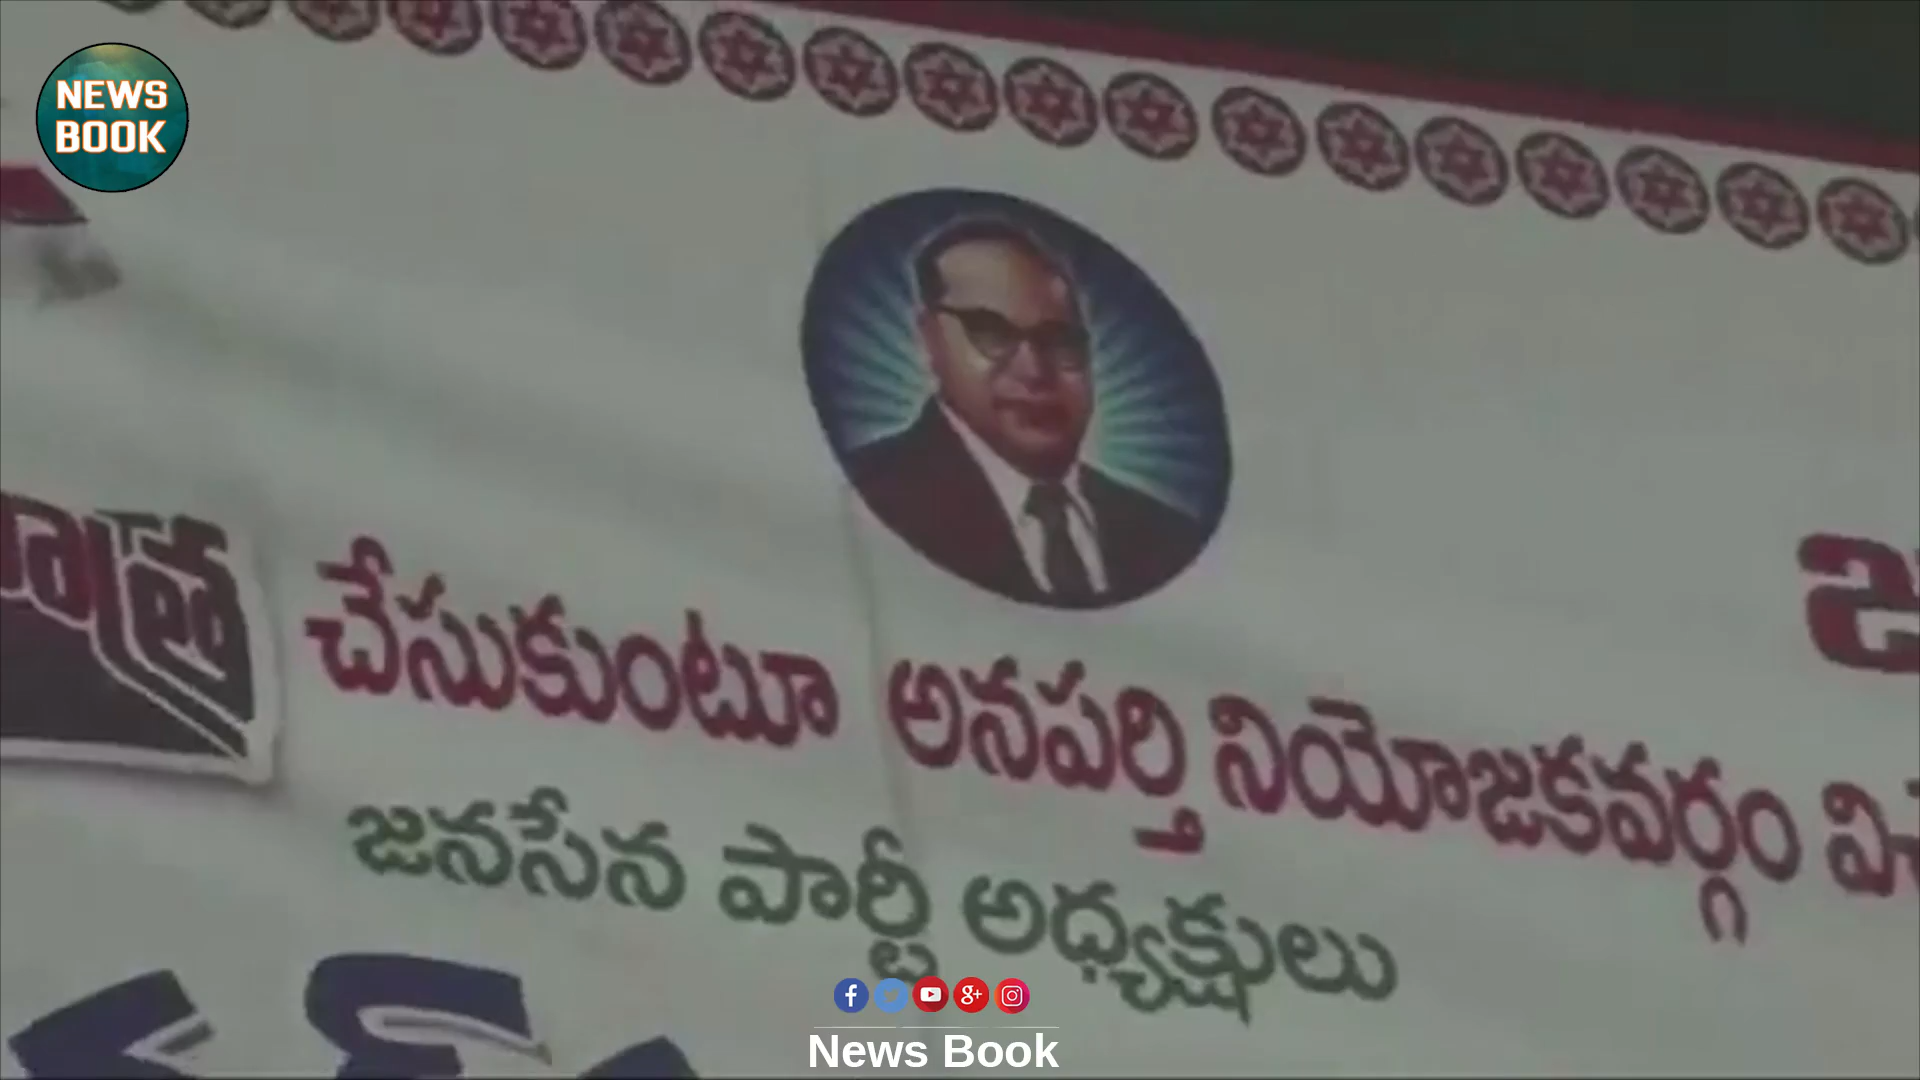 NEWS
BOOK
చేసుకుంటూ అనపర్తి నియోజకవర్గం
జనసేన పార్టీ అధ్యక్షులు
News Book